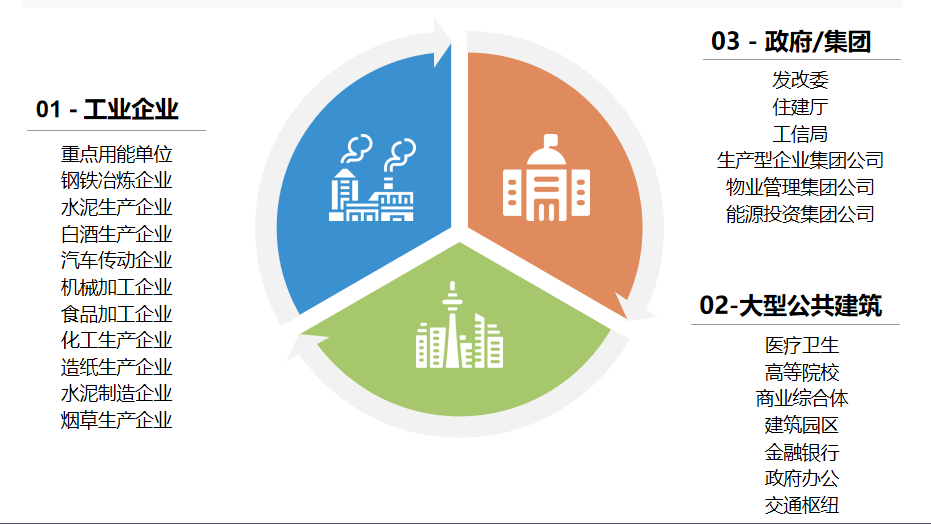 01 - 工业企业
重点用能单位
钢铁冶炼企业
水泥生产企业
白酒生产企业
汽车传动企业
机械加工企业
食品加工企业
化工生产企业
造纸生产企业
水泥制造企业
烟草生产企业
03 - 政府/集团
发改委
住建厅
工信局
生产型企业集团公司
物业管理集团公司
能源投资集团公司
02-大型公共建筑
医疗卫生
高等院校
商业综合体
建筑园区
金融银行
政府办公
交通枢纽